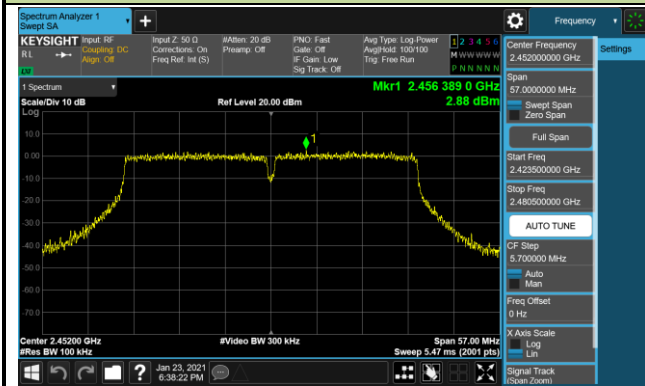 Spectrum Analyzer 1
Swept SA
Frequency
KEYSIGHT
RL
Input: RF
Coupling: DC
Align: Off
Input Z: 50 Ω
Corrections: On
Freq Ref: Int (S)
#Atten: 20 dB
Preamp: Off
PNO: Fast
Gate: Off
IF Gain: Low
Sig Track: Off
Avg Type: Log-Power
Avg|Hold: 100/100
Trig: Free Run
1 2 3 4 5 6
M W W W W W
P N N N N N
1 Spectrum
Scale/Div 10 dB
Log
Ref Level 20.00 dBm
Mkr1 2.456 389 0 GHz
2.88 dBm
1
10.0
0.00
-10.0
-20.0
-30.0
-40.0
-50.0
-60.0
-70.0
Center 2.45200 GHz
#Res BW 100 kHz
#Video BW 300 kHz
Span 57.00 MHz
Sweep 5.47 ms (2001 pts)
Jan 23, 2021
6:38:22 PM
Center Frequency
2.452000000 GHz
Settings
Span
57.0000000 MHz
Swept Span
Zero Span
Full Span
Start Freq
2.423500000 GHz
Stop Freq
2.480500000 GHz
AUTO TUNE
CF Step
5.700000 MHz
Auto
Man
Freq Offset
0 Hz
X Axis Scale
Log
Lin
Signal Track
(Span Zoom)